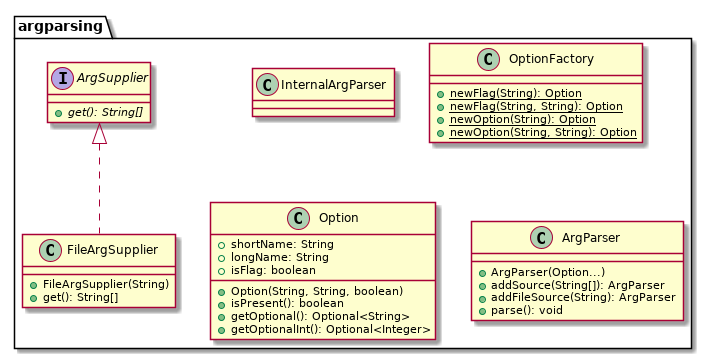 argparsing
I ArgSupplier
get(): String[]
C InternalArgParser
C OptionFactory
newFlag(String): Option
newFlag(String, String): Option
newOption(String): Option
newOption(String, String): Option
C FileArgSupplier
FileArgSupplier(String)
get(): String[]
C Option
shortName: String
longName: String
isFlag: boolean
Option(String, String, boolean)
isPresent(): boolean
getOptional(): Optional<String>
getOptionalInt(): Optional<Integer>
C ArgParser
ArgParser(Option...)
addSource(String[]): ArgParser
addFileSource(String): ArgParser
parse(): void